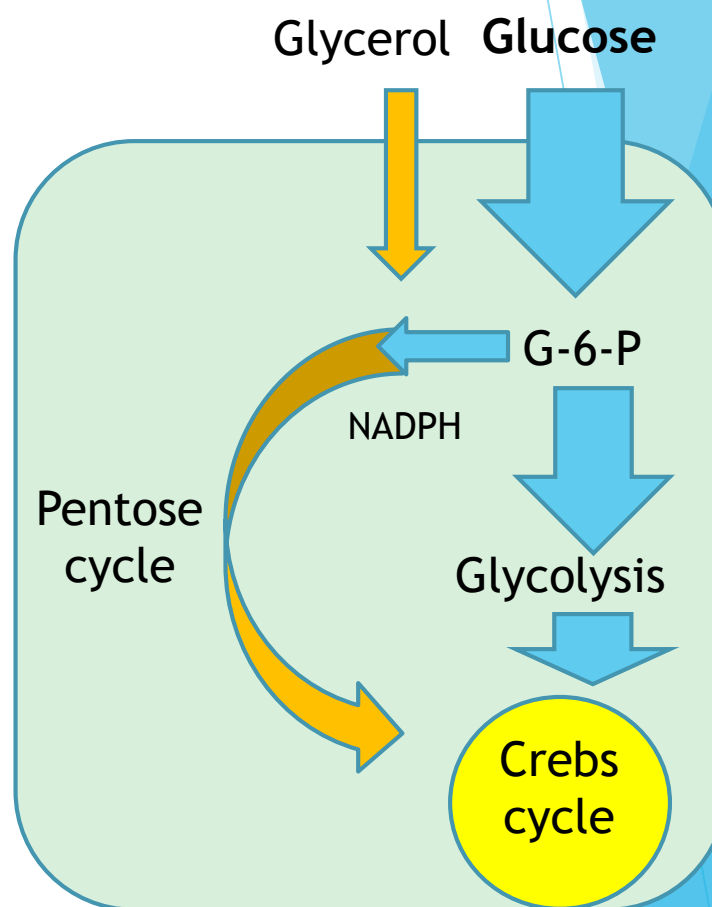 Glycerol Glucose
G-6-P
NADPH
Pentose
cycle
Glycolysis
Crebs
cycle